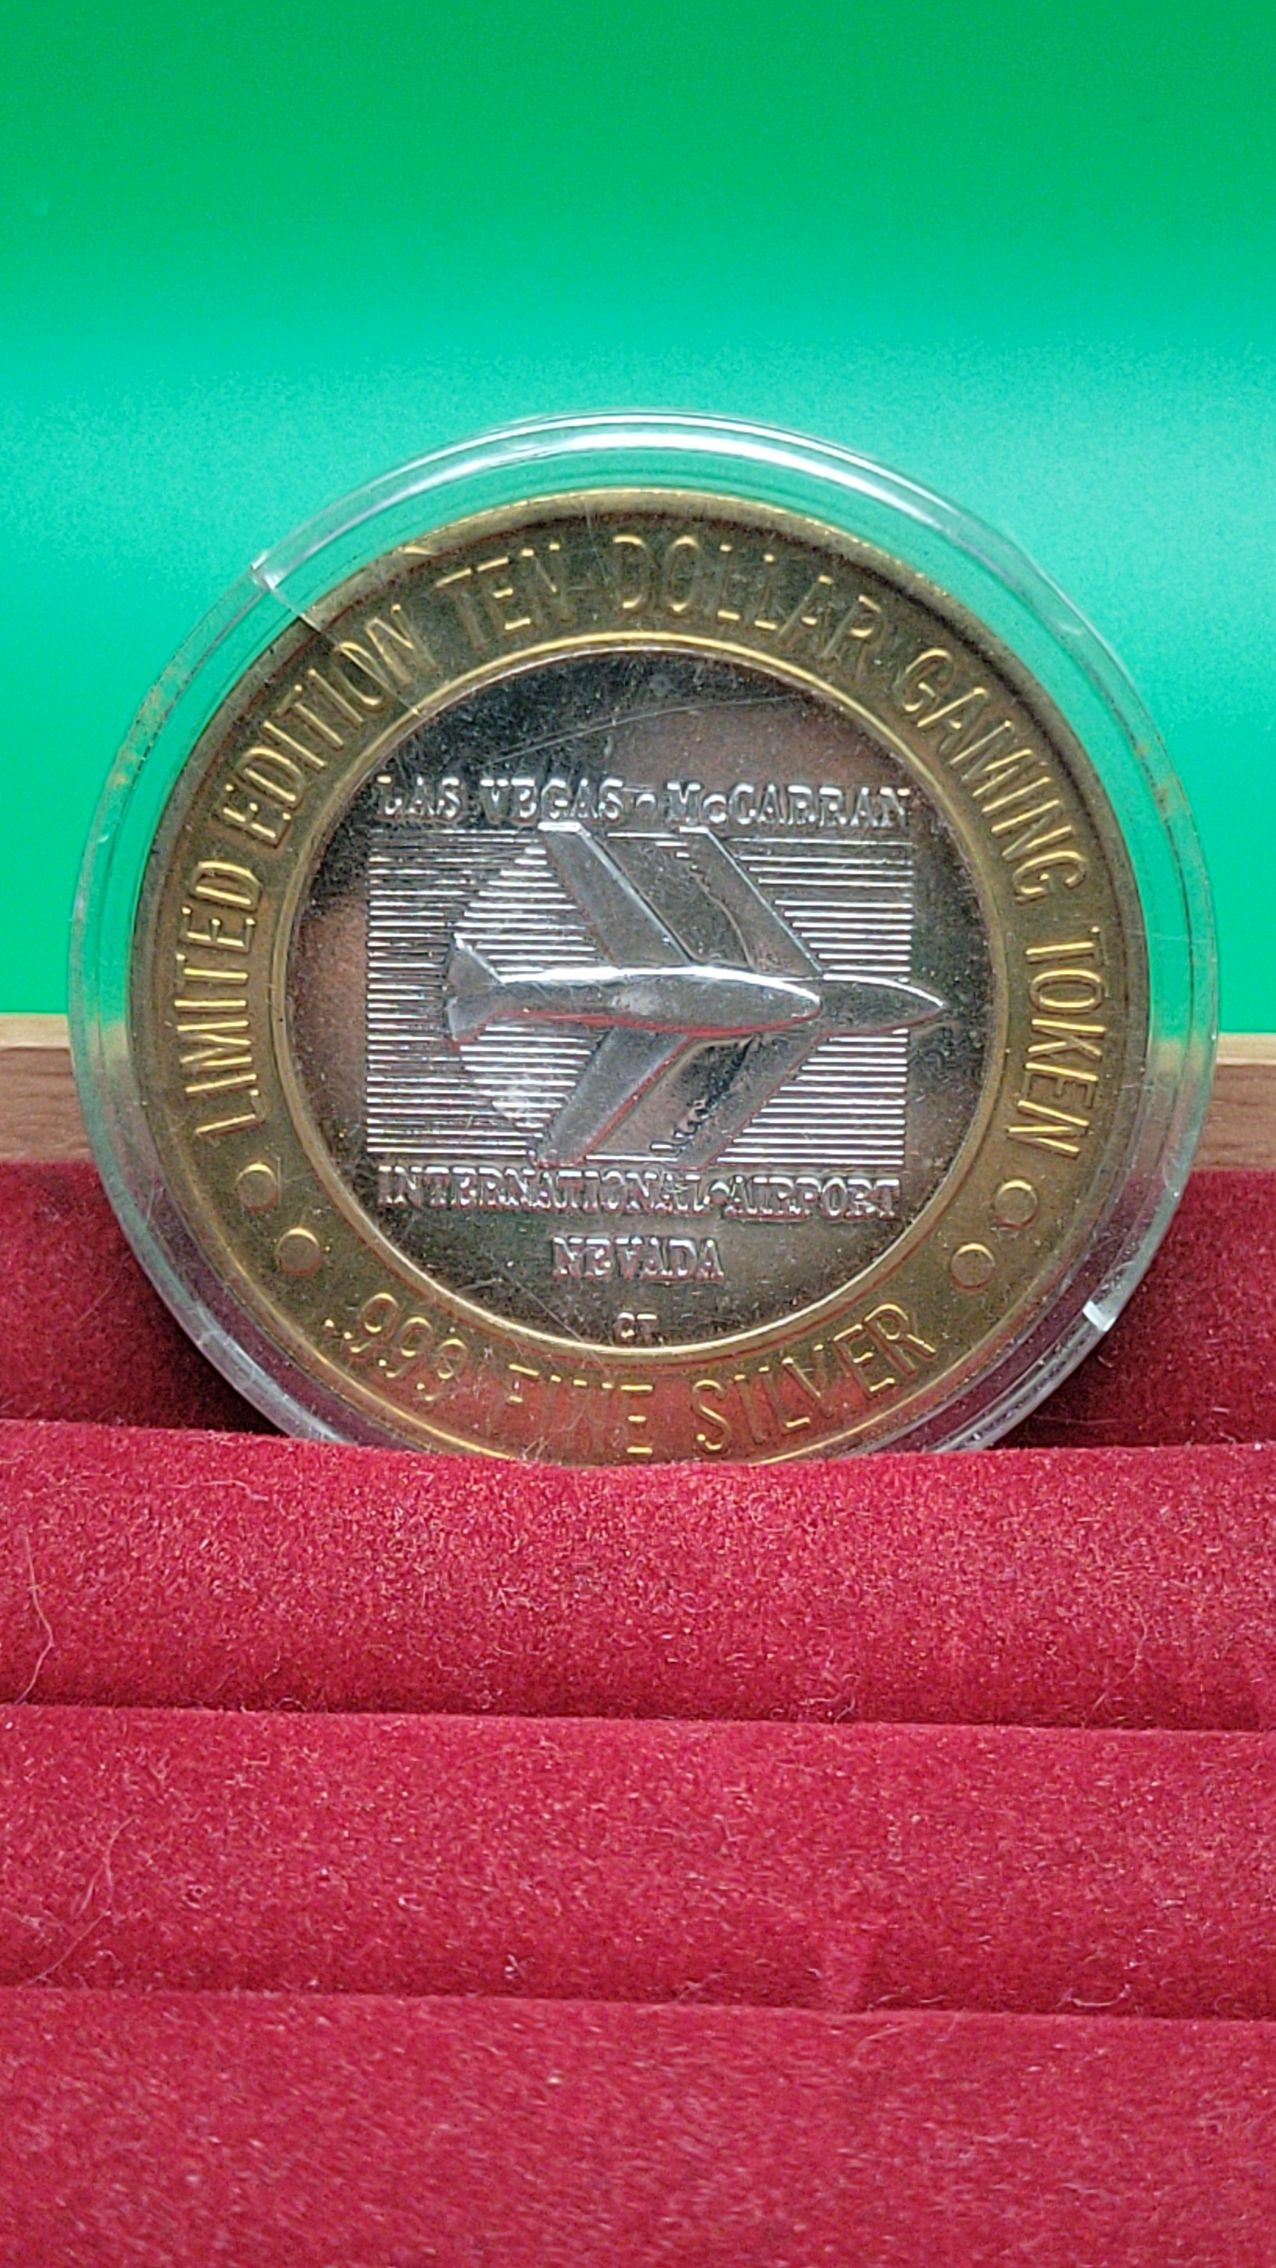 LIMITED EDITION TEN DOLLAR GAMING TOKEN
LAS VEGAS - McCARRAN
INTERNATIONAL AIRPORT
NEVADA
CT
.999 FINE SILVER